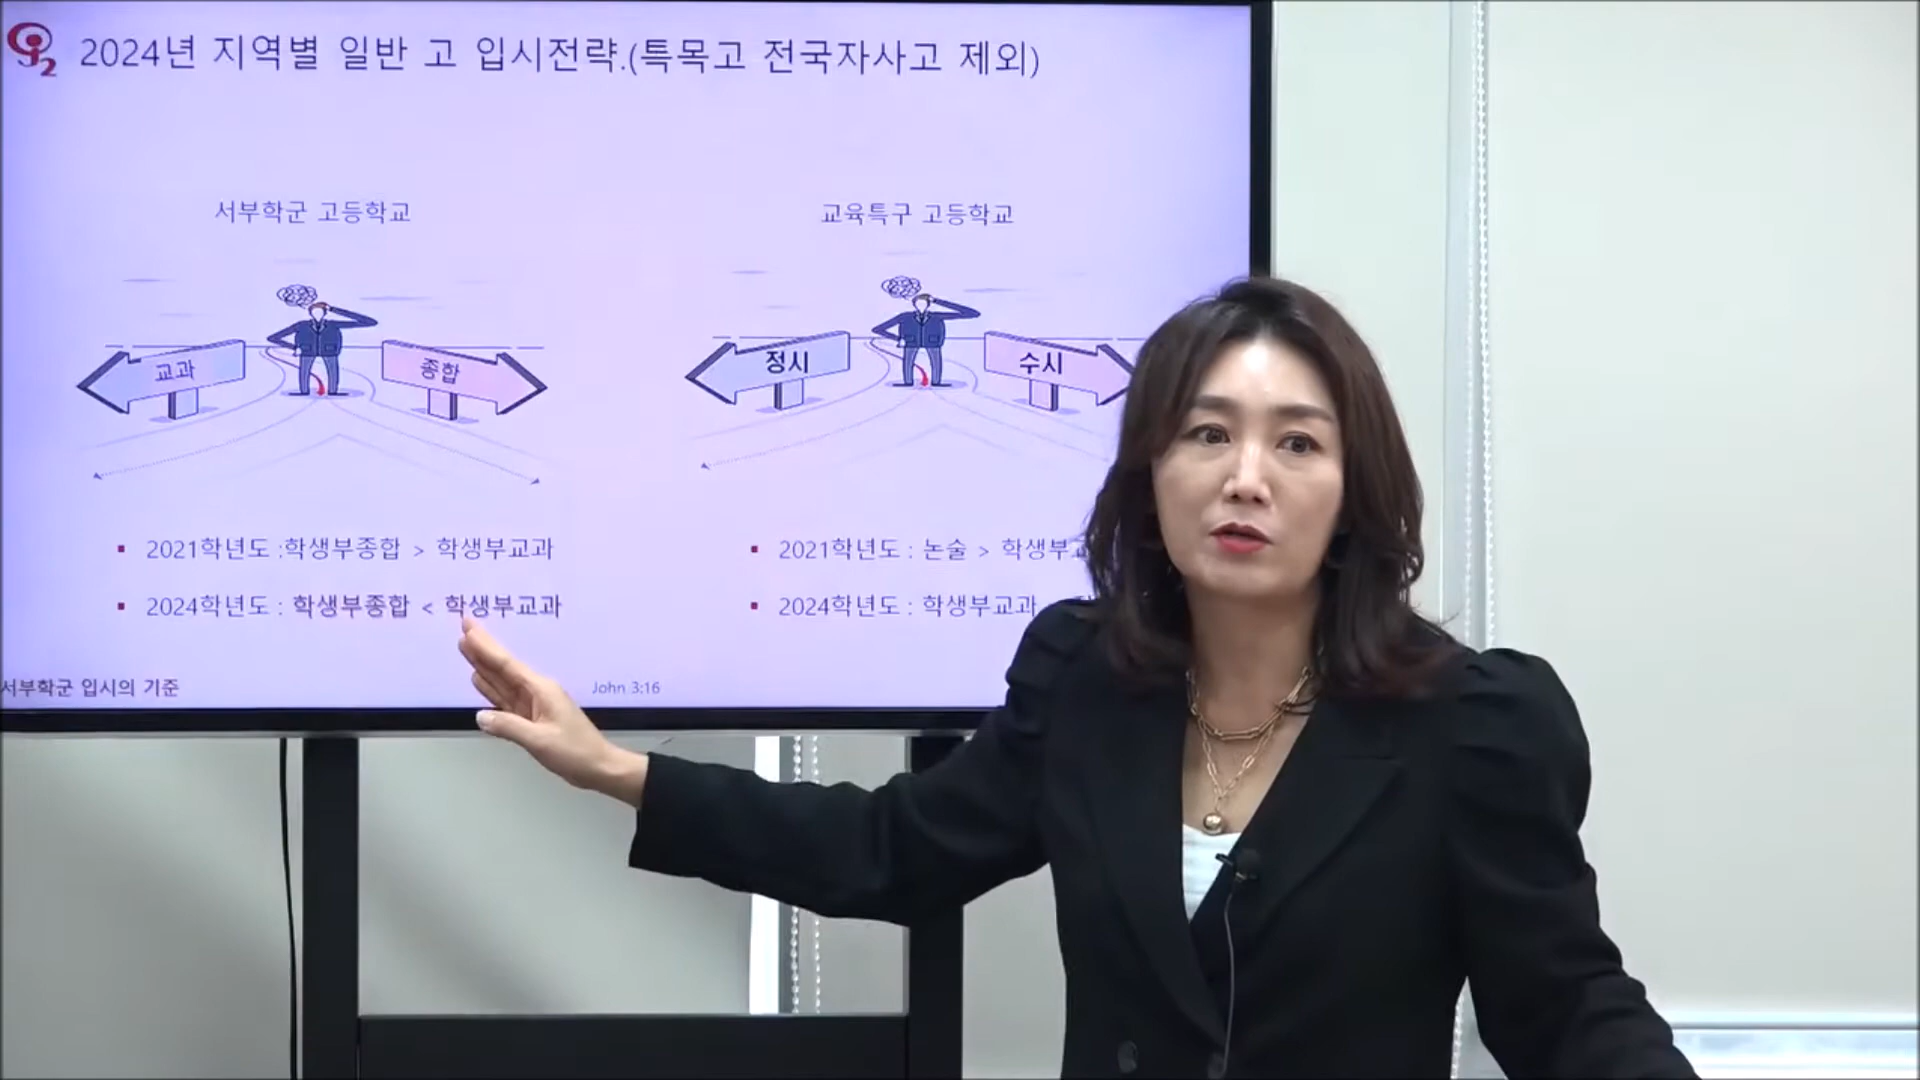 2024년 지역별 일반 고 입시전략.(특목고 전국자사고 제외)
서부학군 고등학교
교육특구 고등학교
교과
종합
정시
수시
2021학년도 :학생부종합 > 학생부교과
2024학년도 : 학생부종합 < 학생부교과
2021학년도 : 논술 > 학생부
2024학년도 : 학생부교과
서부학군 입시의 기준
John 3:16